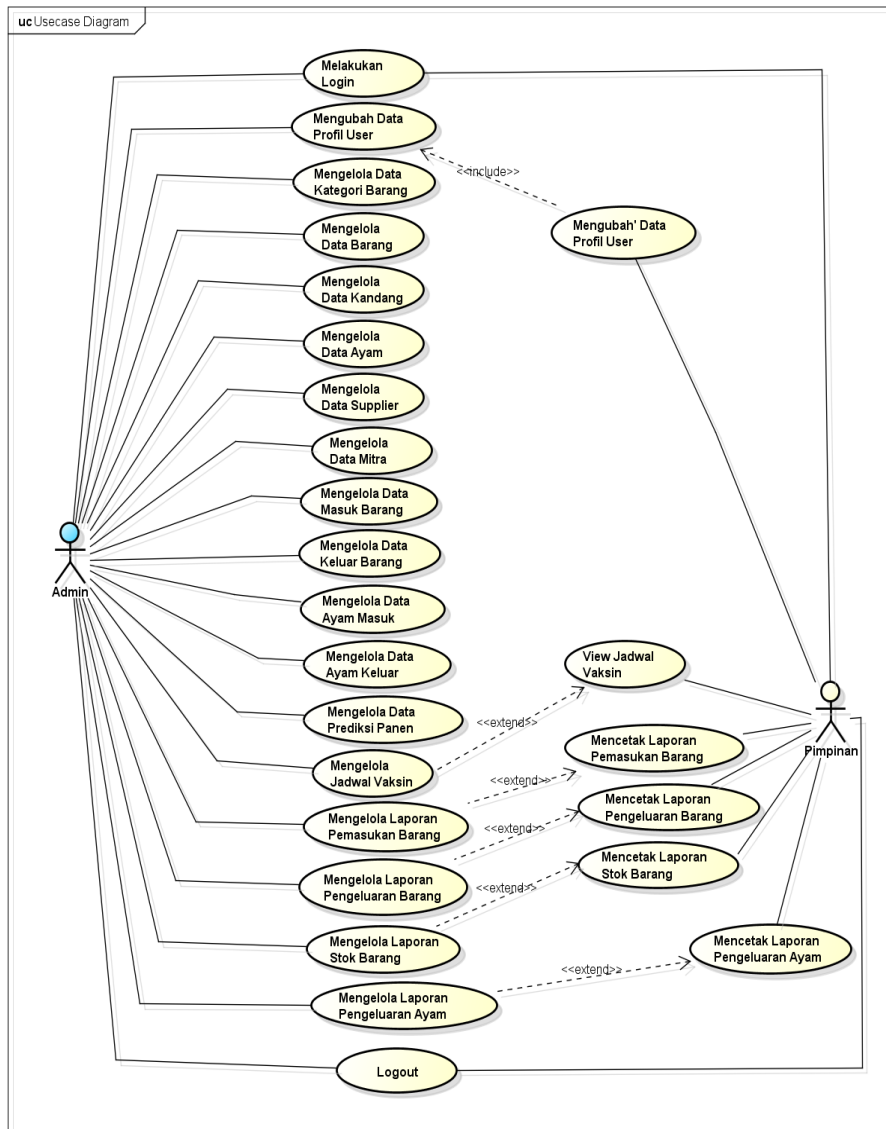 uc Usecase Diagram
Melakukan
Login
Mengubah Data
Profil User
<<include>>
Mengelola Data
Kategori Barang
Mengubah' Data
Profil User
Mengelola
Data Barang
Mengelola
Data Kandang
Mengelola
Data Ayam
Mengelola
Data Supplier
Mengelola
Data Mitra
Mengelola Data
Masuk Barang
Mengelola Data
Keluar Barang
Admin
Mengelola Data
Ayam Masuk
Mengelola Data
Ayam Keluar
View Jadwal
Vaksin
Mengelola Data
Prediksi Panen
<<extend>>
Pimpinan
Mencetak Laporan
Pemasukan Barang
Mengelola
Jadwal Vaksin
<<extend>>
Mencetak Laporan
Pengeluaran Barang
Mengelola Laporan
Pemasukan Barang
<<extend>>
Mencetak Laporan
Stok Barang
Mengelola Laporan
Pengeluaran Barang
<<extend>>
Mengelola Laporan
Stok Barang
Mencetak Laporan
Pengeluaran Ayam
<<extend>>
Mengelola Laporan
Pengeluaran Ayam
Logout